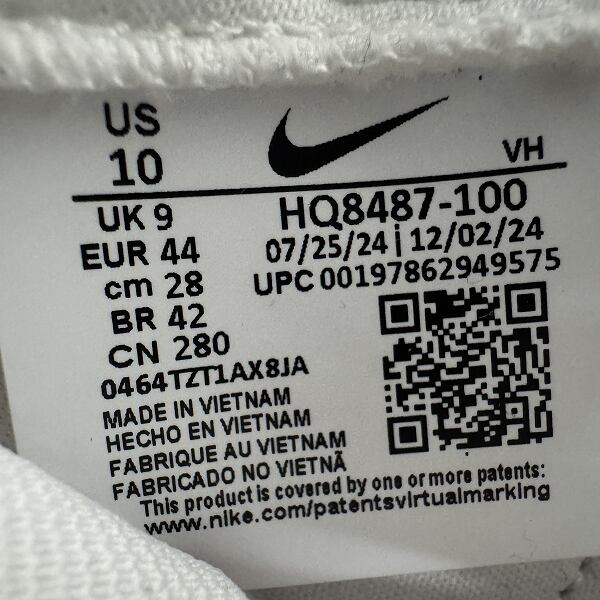 US
10
VH
UK 9
EUR 44
cm 28
BR 42
CN 280
HQ8487-100
07/25/24 | 12/02/24
UPC 00197862949575
0464TZT1AX8JA
MADE IN VIETNAM
HECHO EN VIETNAM
FABRIQUE AU VIETNAM
FABRICADO NO VIETNÃ
This product is covered by one or more patents:
www.nike.com/patentsvirtualmarking